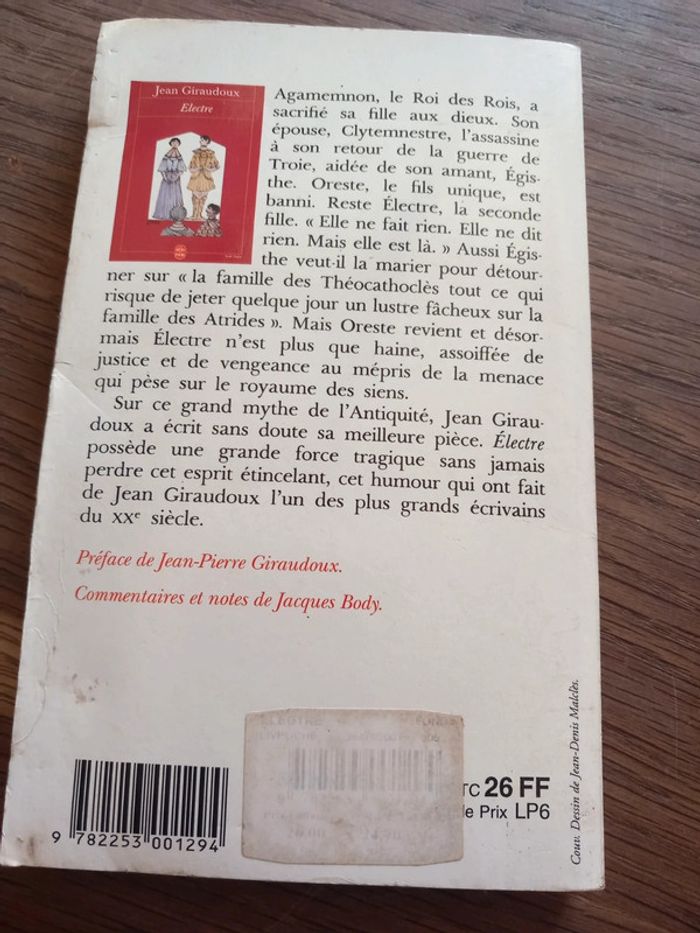 Jean Giraudoux
Electre
Agamemnon, le Roi des Rois, a
sacrifié sa fille aux dieux. Son
épouse, Clytemnestre, l'assassine
à son retour de la guerre de
Troie, aidée de son amant, Égis-
the. Oreste, le fils unique, est
banni. Reste Électre, la seconde
fille. « Elle ne fait rien. Elle ne dit
rien. Mais elle est là. » Aussi Égis-
the veut-il la marier pour détour-
ner sur « la famille des Théocathoclès tout ce qui
risque de jeter quelque jour un lustre fâcheux sur la
famille des Atrides ». Mais Oreste revient et désor-
mais Électre n'est plus que haine, assoiffée de
justice et de vengeance au mépris de la menace
qui pèse sur le royaume des siens.
Sur ce grand mythe de l'Antiquité, Jean Girau-
doux a écrit sans doute sa meilleure pièce. Électre
possède une grande force tragique sans jamais
perdre cet esprit étincelant, cet humour qui ont fait
de Jean Giraudoux l'un des plus grands écrivains
du XXe siècle.
Préface de Jean-Pierre Giraudoux.
Commentaires et notes de Jacques Body.
ELECTRE
TC 26 FF
de Prix LP6
9 782253 001294
Couv. Dessin de Jean-Denis Malclès.